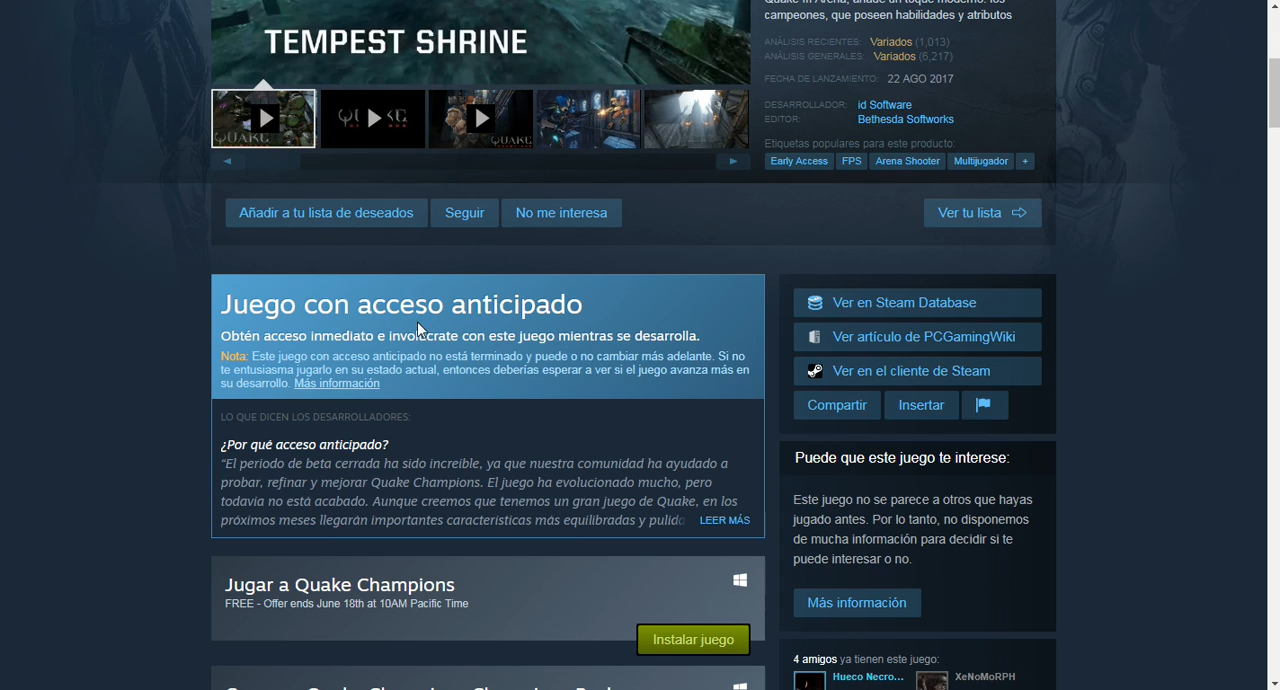 Quake III Arena, añade un toque moderno: los
campeones, que poseen habilidades y atributos
TEMPEST SHRINE
ANÁLISIS RECIENTES: Variados (1,013)
ANÁLISIS GENERALES: Variados (6,217)
FECHA DE LANZAMIENTO: 22 AGO 2017
DESARROLLADOR: id Software
EDITOR: Bethesda Softworks
Etiquetas populares para este producto:
Early Access FPS Arena Shooter Multijugador +
QUAKE
QUAKE
Añadir a tu lista de deseados Seguir No me interesa Ver tu lista
Juego con acceso anticipado
Obtén acceso inmediato e involúcrate con este juego mientras se desarrolla.
Nota: Este juego con acceso anticipado no está terminado y puede o no cambiar más adelante. Si no
te entusiasma jugarlo en su estado actual, entonces deberías esperar a ver si el juego avanza más en
su desarrollo. Más información
LO QUE DICEN LOS DESARROLLADORES:
¿Por qué acceso anticipado?
“El periodo de beta cerrada ha sido increíble, ya que nuestra comunidad ha ayudado a
probar, refinar y mejorar Quake Champions. El juego ha evolucionado mucho, pero
todavía no está acabado. Aunque creemos que tenemos un gran juego de Quake, en los
próximos meses llegarán importantes características más equilibradas y pulida LEER MÁS
Jugar a Quake Champions
FREE - Offer ends June 18th at 10AM Pacific Time
Instalar juego
Ver en Steam Database
Ver artículo de PCGamingWiki
Ver en el cliente de Steam
Compartir Insertar
Puede que este juego te interese:
Este juego no se parece a otros que hayas
jugado antes. Por lo tanto, no disponemos
de mucha información para decidir si te
puede interesar o no.
Más información
4 amigos ya tienen este juego:
Hueco Necro... XeNoMoRPH